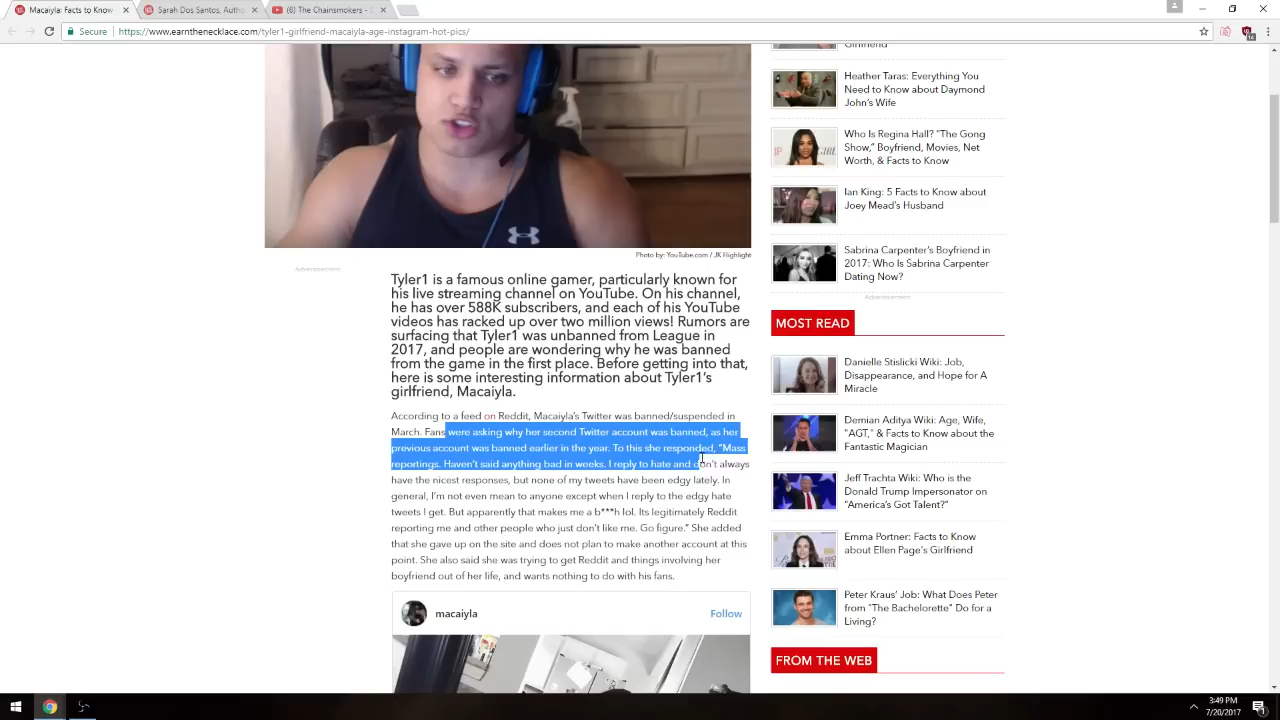 Macaiyla: Facts to Know
Sarah Dos Santos, Autho
(3) The Chainsmokers -
Secure
https://www.earnthenecklace.com/tyler1-girlfriend-macaiyla-age-instagram-hot-pics/
Photo by: YouTube.com / JK Highlight
Advertisement
Tyler1 is a famous online gamer, particularly known for
his live streaming channel on YouTube. On his channel,
he has over 588K subscribers, and each of his YouTube
videos has racked up over two million views! Rumors are
surfacing that Tyler1 was unbanned from League in
2017, and people are wondering why he was banned
from the game in the first place. Before getting into that,
here is some interesting information about Tyler1’s
girlfriend, Macaiyla.
According to a feed on Reddit, Macaiyla’s Twitter was banned/suspended in
March. Fans were asking why her second Twitter account was banned, as her
previous account was banned earlier in the year. To this she responded, “Mass
reportings. Haven’t said anything bad in weeks. I reply to hate and don’t always
have the nicest responses, but none of my tweets have been edgy lately. In
general, I’m not even mean to anyone except when I reply to the edgy hate
tweets I get. But apparently that makes me a b***h lol. Its legitimately Reddit
reporting me and other people who just don’t like me. Go figure.” She added
that she gave up on the site and does not plan to make another account at this
point. She also said she was trying to get Reddit and things involving her
boyfriend out of her life, and wants nothing to do with his fans.
macaiyla
Follow
Girlfriend
Heather Taras: Everything You
Need to Know about Daymond
John’s Wife
Who Is Regina Hall? “The Gong
Show,” Boyfriend, Movies, Net
Worth, & Facts to Know
Ian King: 5 Facts to Know about
Joey Mead’s Husband
Sabrina Carpenter’s Boyfriend in
2017: Who Is Sabrina Carpenter
Dating Now?
Advertisement
MOST READ
Danielle Stislicki Wiki: Job,
Disappearance, and Hope for A
Miracle
Demian Aditya Wiki: Age, Wife,
“AGT,” & Facts to Know about the
Fantastic Magician
Jeff Trachta Wiki: Who is the
Donald Trump Impersonator on
“America’s Got Talent?”
Emma Portner: Facts to Know
about Ellen Page’s Girlfriend
Peter Kraus’ Job: What Does Peter
from “The Bachelorette” Do for a
Living?
FROM THE WEB
3:49 PM
7/20/2017